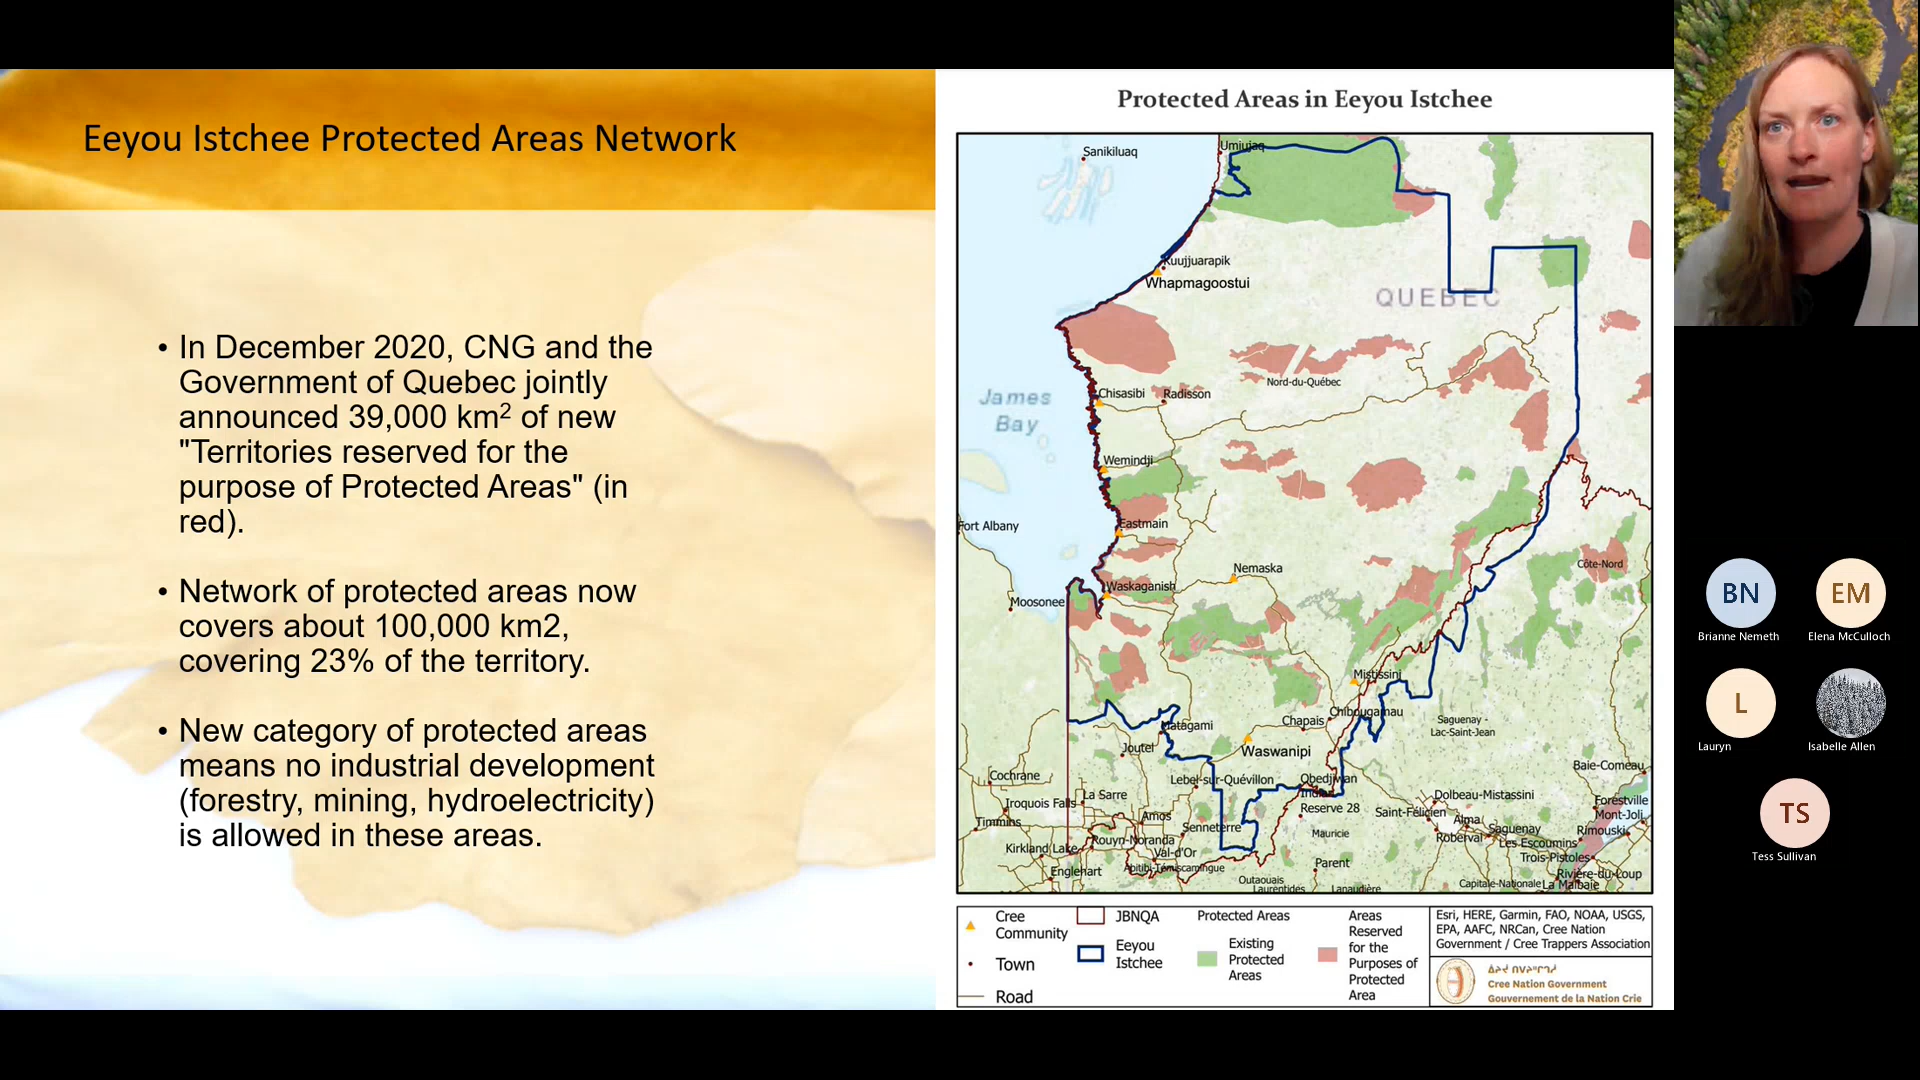 Eeyou Istchee Protected Areas Network
• In December 2020, CNG and the
Government of Quebec jointly
announced 39,000 km² of new
"Territories reserved for the
purpose of Protected Areas" (in
red).
• Network of protected areas now
covers about 100,000 km2,
covering 23% of the territory.
• New category of protected areas
means no industrial development
(forestry, mining, hydroelectricity)
is allowed in these areas.
Protected Areas in Eeyou Istchee
Sanikiluaq
Umiujaq
Kuujjuarapik
Whapmagoostui
QUEBEC
Nord-du-Québec
James
Bay
Chisasibi
Radisson
Wemindji
Fort Albany
Eastmain
Côte-Nord
Nemaska
Waskaganish
Moosonee
Mistissini
Chibougamau
Chapais
Saguenay -
Lac-Saint-Jean
Matagami
Joutel
Waswanipi
Baie-Comeau
Cochrane
Lebel-sur-Quévillon
Obedjiwan
Indian
Reserve 28
La Sarre
Iroquois Falls
Dolbeau-Mistassini
Forestville
Mont-Joli
Saint-Félicien
Amos
Timmins
Senneterre
Alma
Saguenay
Rimouski
Mauricie
Roberval
Les Escoumins
Rouyn-Noranda
Kirkland Lake
Val-d'Or
Trois-Pistoles
Parent
Abitibi-Témiscamingue
Englehart
Rivière-du-Loup
Outaouais
Laurentides
Lanaudière
Capitale-Nationale
La Malbaie
Cree
Community
Town
Road
JBNQA
Eeyou
Istchee
Protected Areas
Existing
Protected
Areas
Areas
Reserved
for the
Purposes of
Protected
Area
Esri, HERE, Garmin, FAO, NOAA, USGS,
EPA, AAFC, NRCan, Cree Nation
Government / Cree Trappers Association
Cree Nation Government
Gouvernement de la Nation Crie
BN
Brianne Nemeth
EM
Elena McCulloch
L
Lauryn
Isabelle Allen
TS
Tess Sullivan